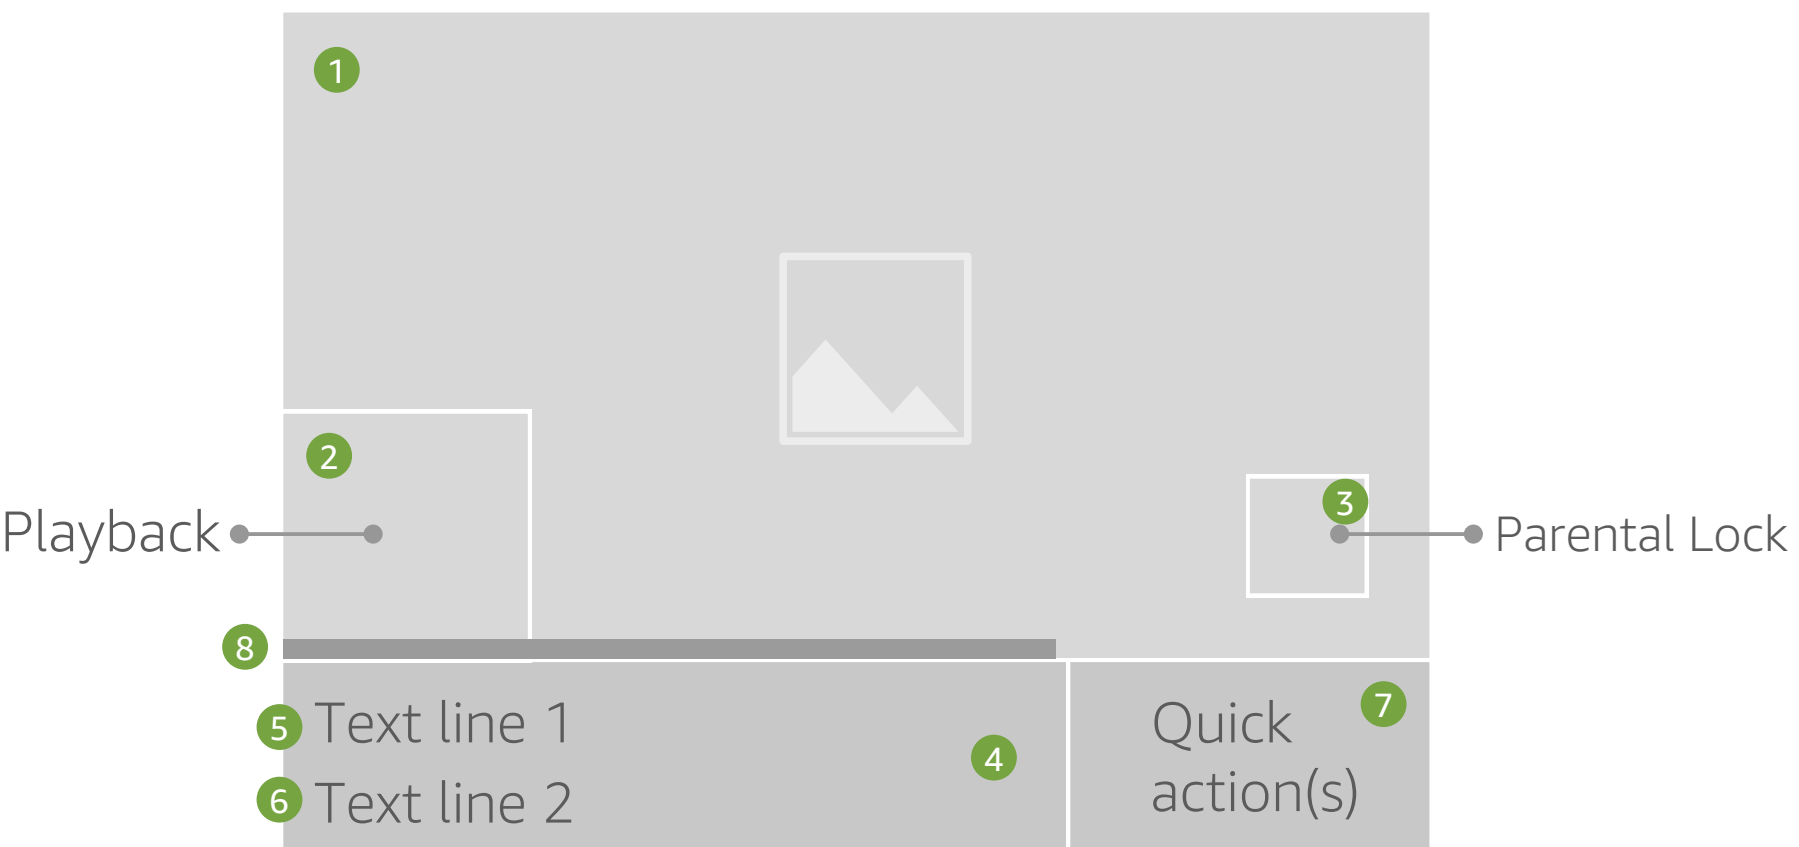 1
2
Playback
3
Parental Lock
8
5 Text line 1
6 Text line 2
4
Quick
action(s)
7